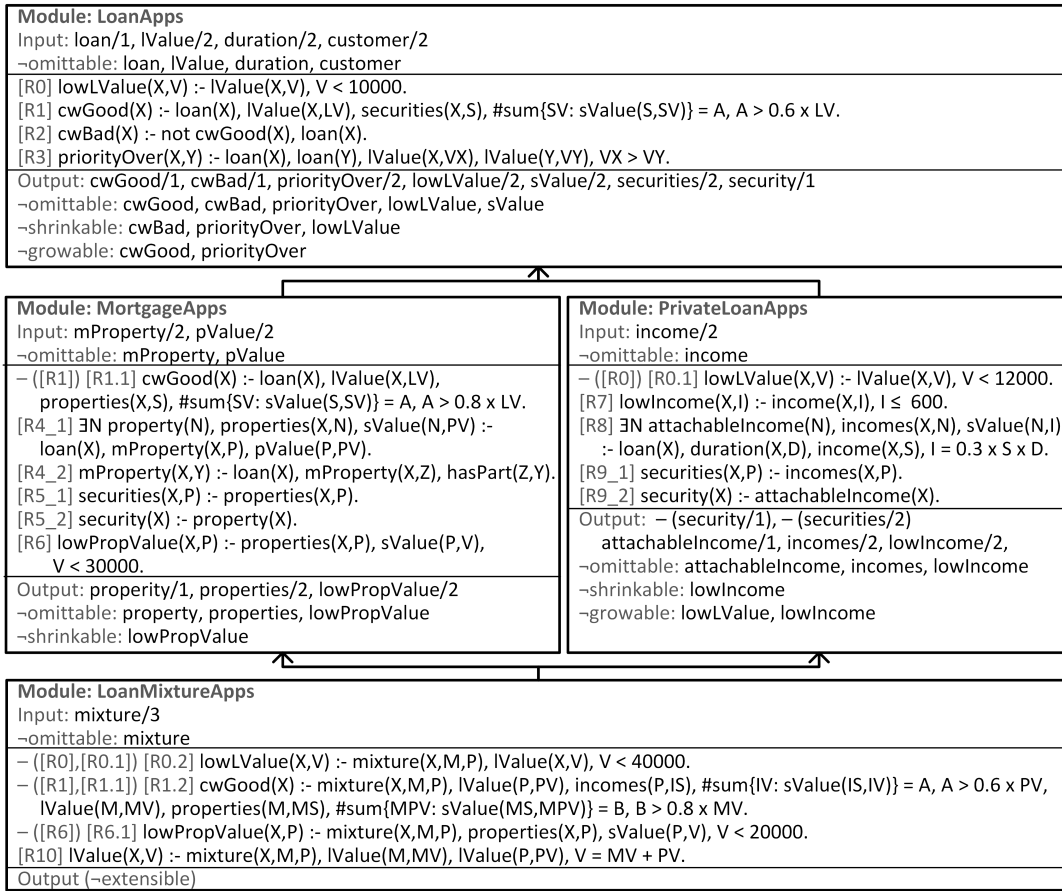 Module: LoanApps
Input: loan/1, lValue/2, duration/2, customer/2
¬omittable: loan, lValue, duration, customer
[R0] lowLValue(X,V) :- lValue(X,V), V < 10000.
[R1] cwGood(X) :- loan(X), lValue(X,LV), securities(X,S), #sum{SV: sValue(S,SV)} = A, A > 0.6 x LV.
[R2] cwBad(X) :- not cwGood(X), loan(X).
[R3] priorityOver(X,Y) :- loan(X), loan(Y), lValue(X,VX), lValue(Y,VY), VX > VY.
Output: cwGood/1, cwBad/1, priorityOver/2, lowLValue/2, sValue/2, securities/2, security/1
¬omittable: cwGood, cwBad, priorityOver, lowLValue, sValue
¬shrinkable: cwBad, priorityOver, lowLValue
¬growable: cwGood, priorityOver
Module: MortgageApps
Input: mProperty/2, pValue/2
¬omittable: mProperty, pValue
– ([R1]) [R1.1] cwGood(X) :- loan(X), lValue(X,LV),
properties(X,S), #sum{SV: sValue(S,SV)} = A, A > 0.8 x LV.
[R4_1] ∃N property(N), properties(X,N), sValue(N,PV) :-
loan(X), mProperty(X,P), pValue(P,PV).
[R4_2] mProperty(X,Y) :- loan(X), mProperty(X,Z), hasPart(Z,Y).
[R5_1] securities(X,P) :- properties(X,P).
[R5_2] security(X) :- property(X).
[R6] lowPropValue(X,P) :- properties(X,P), sValue(P,V),
V < 30000.
Output: properity/1, properties/2, lowPropValue/2
¬omittable: property, properties, lowPropValue
¬shrinkable: lowPropValue
Module: PrivateLoanApps
Input: income/2
¬omittable: income
– ([R0]) [R0.1] lowLValue(X,V) :- lValue(X,V), V < 12000.
[R7] lowIncome(X,I) :- income(X,I), I ≤ 600.
[R8] ∃N attachableIncome(N), incomes(X,N), sValue(N,I)
:- loan(X), duration(X,D), income(X,S), I = 0.3 x S x D.
[R9_1] securities(X,P) :- incomes(X,P).
[R9_2] security(X) :- attachableIncome(X).
Output: – (security/1), – (securities/2)
attachableIncome/1, incomes/2, lowIncome/2,
¬omittable: attachableIncome, incomes, lowIncome
¬shrinkable: lowIncome
¬growable: lowLValue, lowIncome
Module: LoanMixtureApps
Input: mixture/3
¬omittable: mixture
– ([R0],[R0.1]) [R0.2] lowLValue(X,V) :- mixture(X,M,P), lValue(X,V), V < 40000.
– ([R1],[R1.1]) [R1.2] cwGood(X) :- mixture(X,M,P), lValue(P,PV), incomes(P,IS), #sum{IV: sValue(IS,IV)} = A, A > 0.6 x PV,
lValue(M,MV), properties(M,MS), #sum{MPV: sValue(MS,MPV)} = B, B > 0.8 x MV.
– ([R6]) [R6.1] lowPropValue(X,P) :- mixture(X,M,P), properties(X,P), sValue(P,V), V < 20000.
[R10] lValue(X,V) :- mixture(X,M,P), lValue(M,MV), lValue(P,PV), V = MV + PV.
Output (¬extensible)